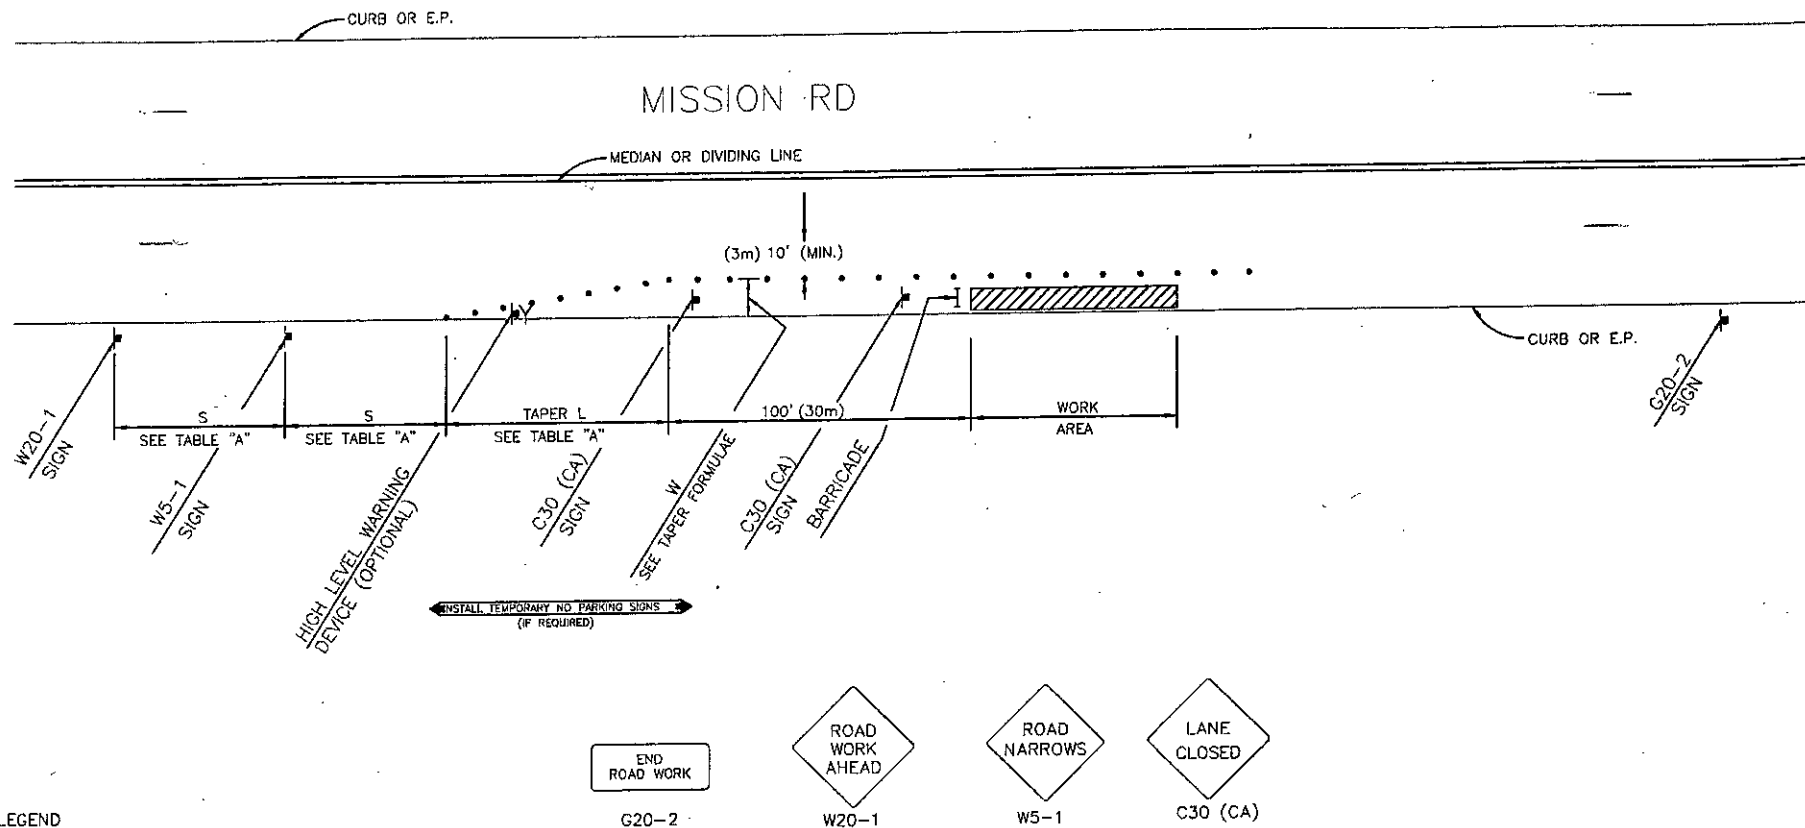 CURB OR E.P.
MISSION RD
MEDIAN OR DIVIDING LINE
(3m) 10' (MIN.)
CURB OR E.P.
W20-1
SIGN
S
SEE TABLE "A"
W5-1
SIGN
S
SEE TABLE "A"
HIGH LEVEL WARNING
DEVICE (OPTIONAL)
TAPER L
SEE TABLE "A"
C30 (CA)
SIGN
W
SEE TAPER FORMULAE
100' (30m)
C30 (CA)
SIGN
BARRICADE
WORK
AREA
G20-2
SIGN
INSTALL TEMPORARY NO PARKING SIGNS
(IF REQUIRED)
END
ROAD WORK
G20-2
ROAD
WORK
AHEAD
W20-1
ROAD
NARROWS
W5-1
LANE
CLOSED
C30 (CA)
LEGEND